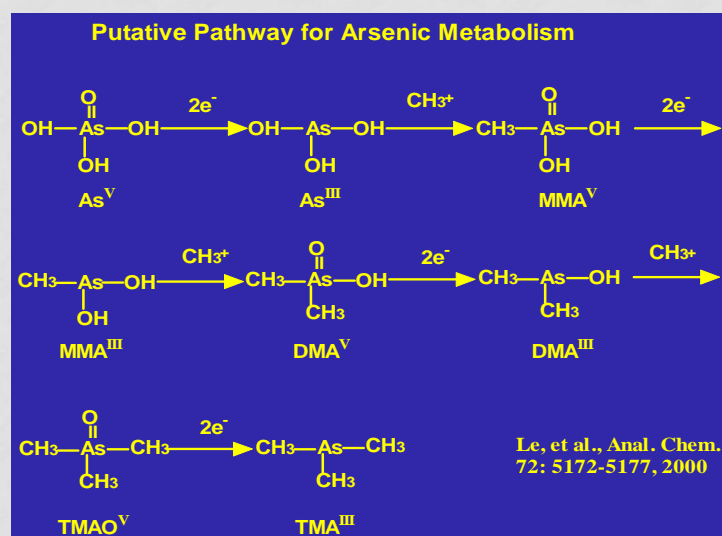 Putative Pathway for Arsenic Metabolism
O
OH As OH 2e⁻ OH As OH CH₃⁺ CH₃ As OH 2e⁻
OH OH OH
Asⱽ Asᴵᴵᴵ MMAⱽ
O
CH₃ As OH CH₃⁺ CH₃ As OH 2e⁻ CH₃ As OH CH₃+
OH CH₃ CH₃
MMAᴵᴵᴵ DMAⱽ DMAᴵᴵᴵ
O
CH₃ As CH₃ 2e⁻ CH₃ As CH₃
CH₃ CH₃
TMAOⱽ TMAᴵᴵᴵ
Le, et al., Anal. Chem.
72: 5172-5177, 2000